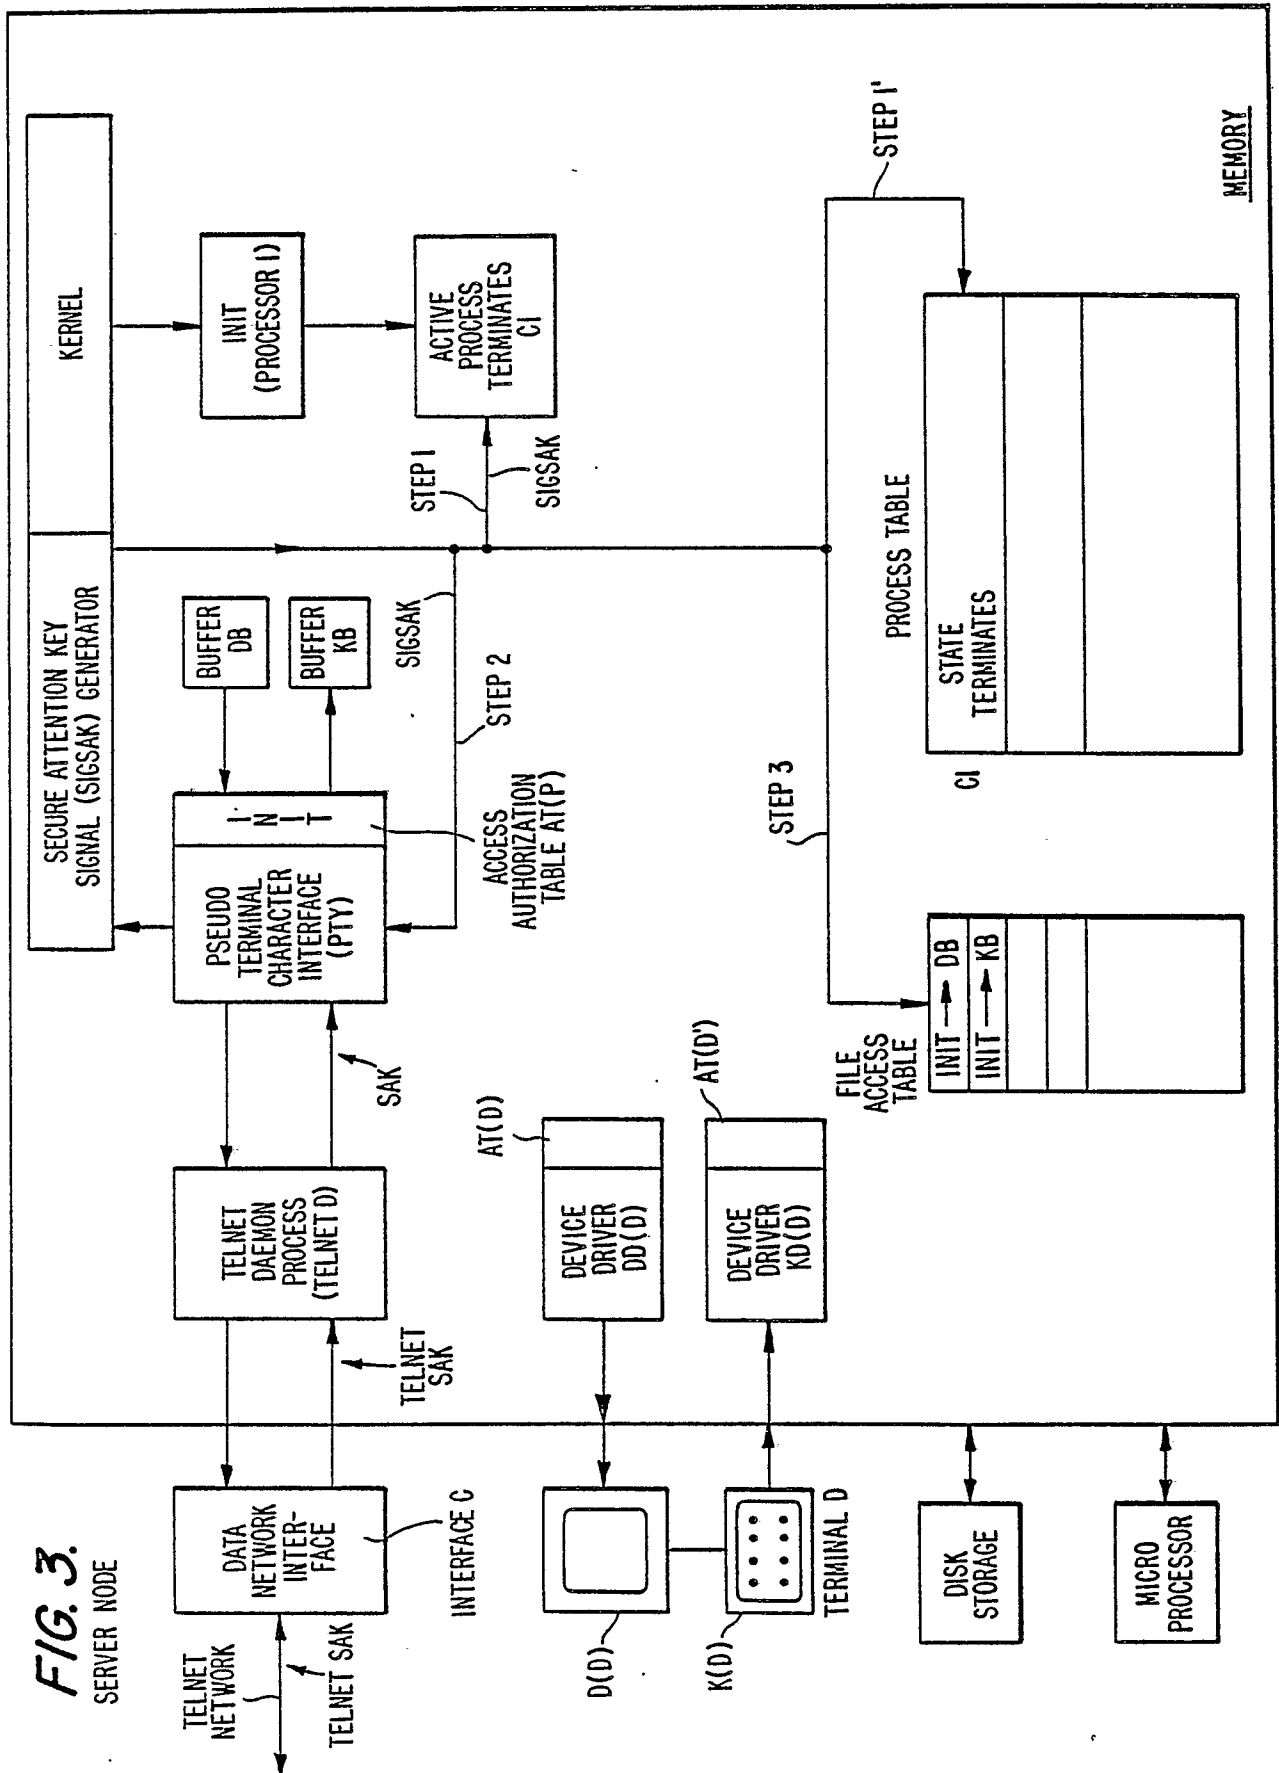 FIG. 3.
SERVER NODE
TELNET
NETWORK
TELNET SAK
DATA
NETWORK
INTER-
FACE
INTERFACE C
TELNET
SAK
TELNET
DAEMON
PROCESS
(TELNET D)
SAK
PSEUDO
TERMINAL
CHARACTER
INTERFACE
(PTY)
INIT
ACCESS
AUTHORIZATION
TABLE AT(P)
BUFFER
DB
BUFFER
KB
SECURE ATTENTION KEY
SIGNAL (SIGSAK) GENERATOR
KERNEL
INIT
(PROCESSOR I)
ACTIVE
PROCESS
TERMINATES
CI
STEP 1
SIGSAK
SIGSAK
STEP 2
D(D)
K(D)
TERMINAL D
DEVICE
DRIVER
DD(D)
AT(D)
DEVICE
DRIVER
KD(D)
AT(D')
STEP 3
STEP 1'
FILE
ACCESS
TABLE
INIT → DB
INIT → KB
PROCESS TABLE
CI
STATE
TERMINATES
DISK
STORAGE
MICRO
PROCESSOR
MEMORY